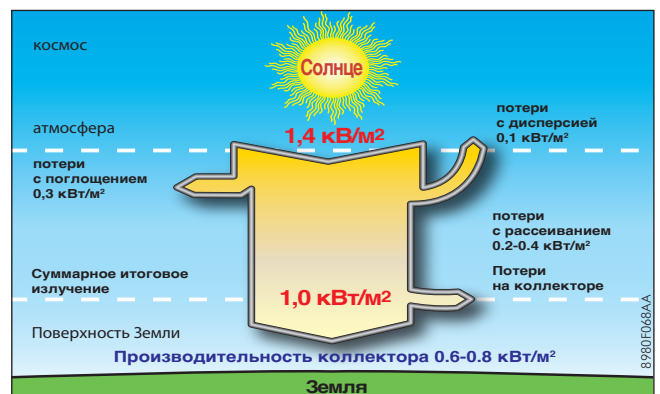 космос
Солнце
потери
с дисперсией
0,1 кВт/м²
атмосфера
1,4 кВ/м²
потери
с поглощением
0,3 кВт/м²
потери
с рассеиванием
0.2-0.4 кВт/м²
Суммарное итоговое
излучение
Потери
на коллекторе
1,0 кВт/м²
Поверхность Земли
Производительность коллектора 0.6-0.8 кВт/м²
Земля
8980F068AA